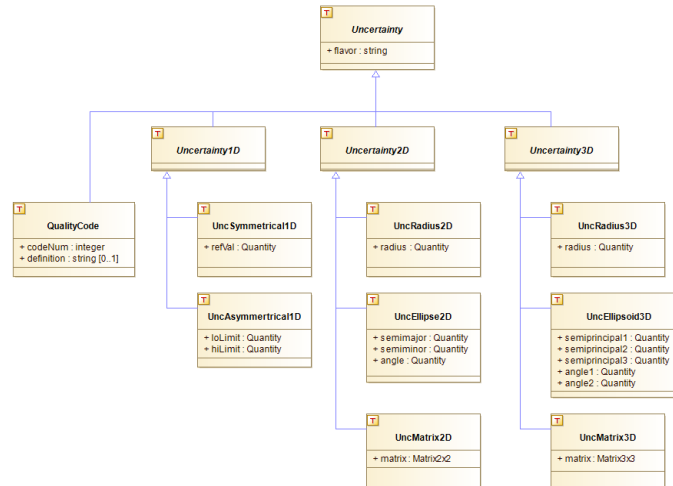 Uncertainty
+ flavor : string
Uncertainty1D
Uncertainty2D
Uncertainty3D
QualityCode
+ codeNum : integer
+ definition : string [0..1]
UncSymmetrical1D
+ refVal : Quantity
UncRadius2D
+ radius : Quantity
UncRadius3D
+ radius : Quantity
UncAsymmertrical1D
+ loLimit : Quantity
+ hiLimit : Quantity
UncEllipse2D
+ semimajor : Quantity
+ semiminor : Quantity
+ angle : Quantity
UncEllipsoid3D
+ semiprincipal1 : Quantity
+ semiprincipal2 : Quantity
+ semiprincipal3 : Quantity
+ angle1 : Quantity
+ angle2 : Quantity
UncMatrix2D
+ matrix : Matrix2x2
UncMatrix3D
+ matrix : Matrix3x3